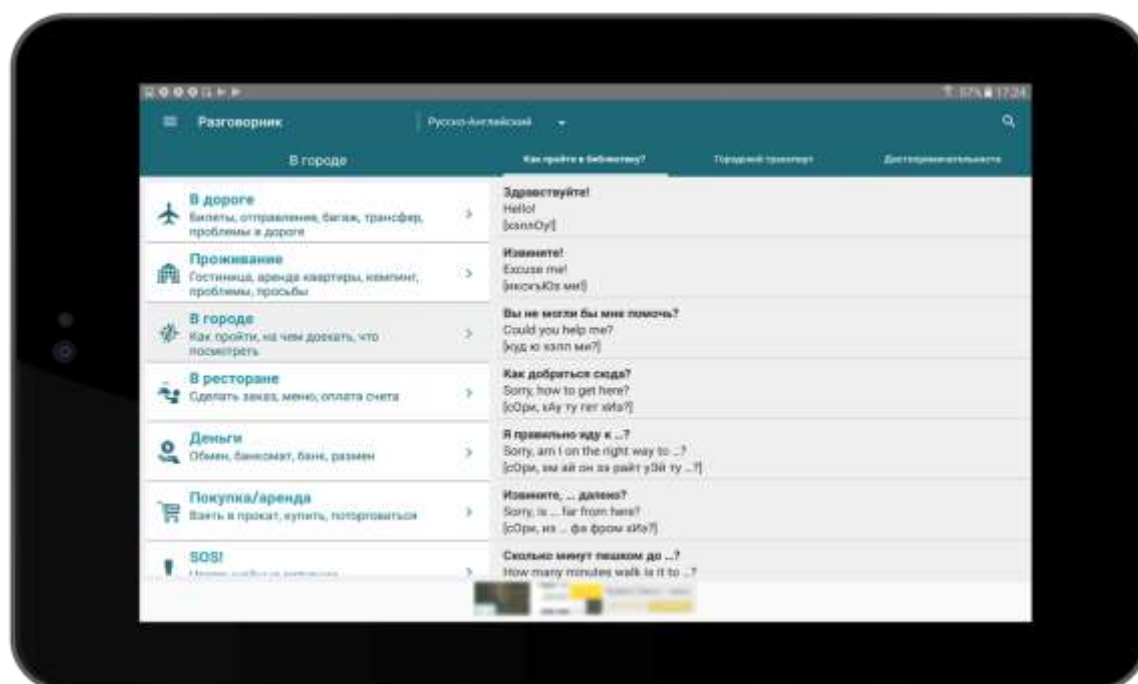 57% 17:24
Разговорник
Русско-Английский
В городе
Как пройти в библиотеку?
Городской транспорт
Достопримечательности
В дороге
Билеты, отправление, багаж, трансфер,
проблемы в дороге
Проживание
Гостиница, аренда квартиры, кемпинг,
проблемы, просьбы
В городе
Как пройти, на чем доехать, что
посмотреть
В ресторане
Сделать заказ, меню, оплата счета
Деньги
Обмен, банкомат, банк, размен
Покупка/аренда
Взять в прокат, купить, поторговаться
SOS!
Здравствуйте!
Hello!
[хэллОу!]
Извините!
Excuse me!
[икскъЮз ми!]
Вы не могли бы мне помочь?
Could you help me?
[куд ю хэлп ми?]
Как добраться сюда?
Sorry, how to get here?
[сОри, хАу ту гет хИэ?]
Я правильно иду к ...?
Sorry, am I on the right way to ...?
[сОри, эм ай он зэ райт уЭй ту ...?]
Извините, ... далеко?
Sorry, is ... far from here?
[сОри, из ... фа фром хИэ?]
Сколько минут пешком до ...?
How many minutes walk is it to ...?